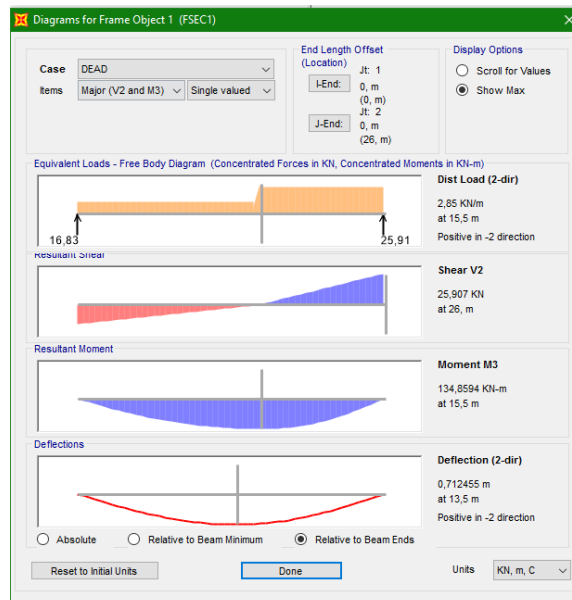 Diagrams for Frame Object 1 (FSEC1)
Case DEAD
Items Major (V2 and M3) Single valued
End Length Offset
(Location)
Jt: 1
I-End: 0, m
(0, m)
Jt: 2
J-End: 0, m
(26, m)
Display Options
Scroll for Values
Show Max
Equivalent Loads - Free Body Diagram (Concentrated Forces in KN, Concentrated Moments in KN-m)
16,83
25,91
Dist Load (2-dir)
2,85 KN/m
at 15,5 m
Positive in -2 direction
Resultant Shear
Shear V2
25,907 KN
at 26, m
Resultant Moment
Moment M3
134,8594 KN-m
at 15,5 m
Deflections
Deflection (2-dir)
0,712455 m
at 13,5 m
Positive in -2 direction
Absolute Relative to Beam Minimum Relative to Beam Ends
Reset to Initial Units Done Units KN, m, C